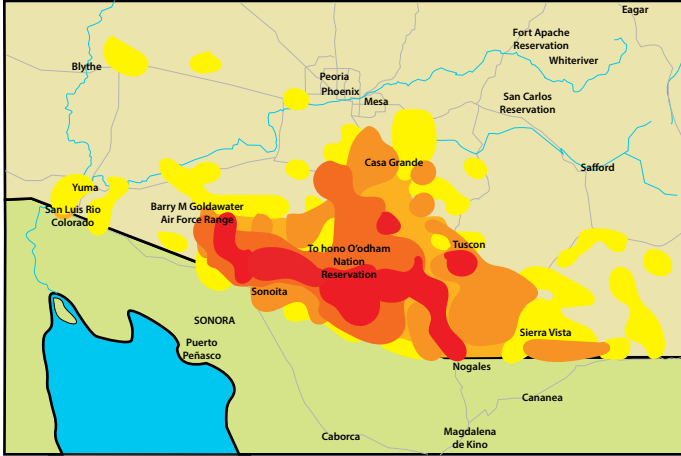 Eagar
Fort Apache
Reservation
Whiteriver
Blythe
Peoria
Phoenix
Mesa
San Carlos
Reservation
Casa Grande
Safford
Yuma
San Luis Rio
Colorado
Barry M Goldwater
Air Force Range
To hono O'odham
Nation
Reservation
Tuscon
Sonoita
SONORA
Puerto
Peñasco
Sierra Vista
Nogales
Cananea
Caborca
Magdalena
de Kino